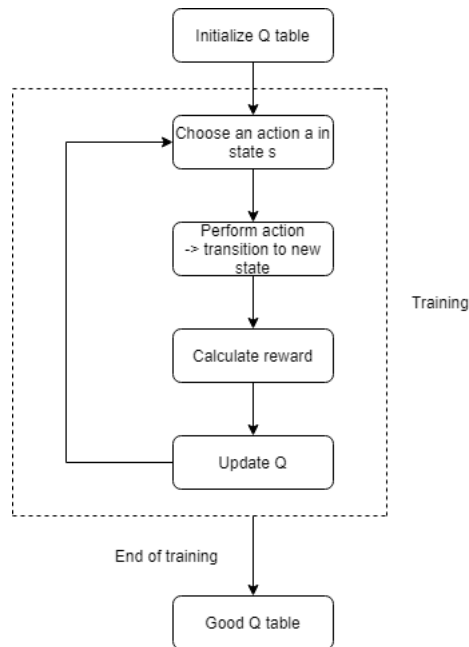 Initialize Q table
Choose an action a in
state s
Perform action
-> transition to new
state
Training
Calculate reward
Update Q
End of training
Good Q table